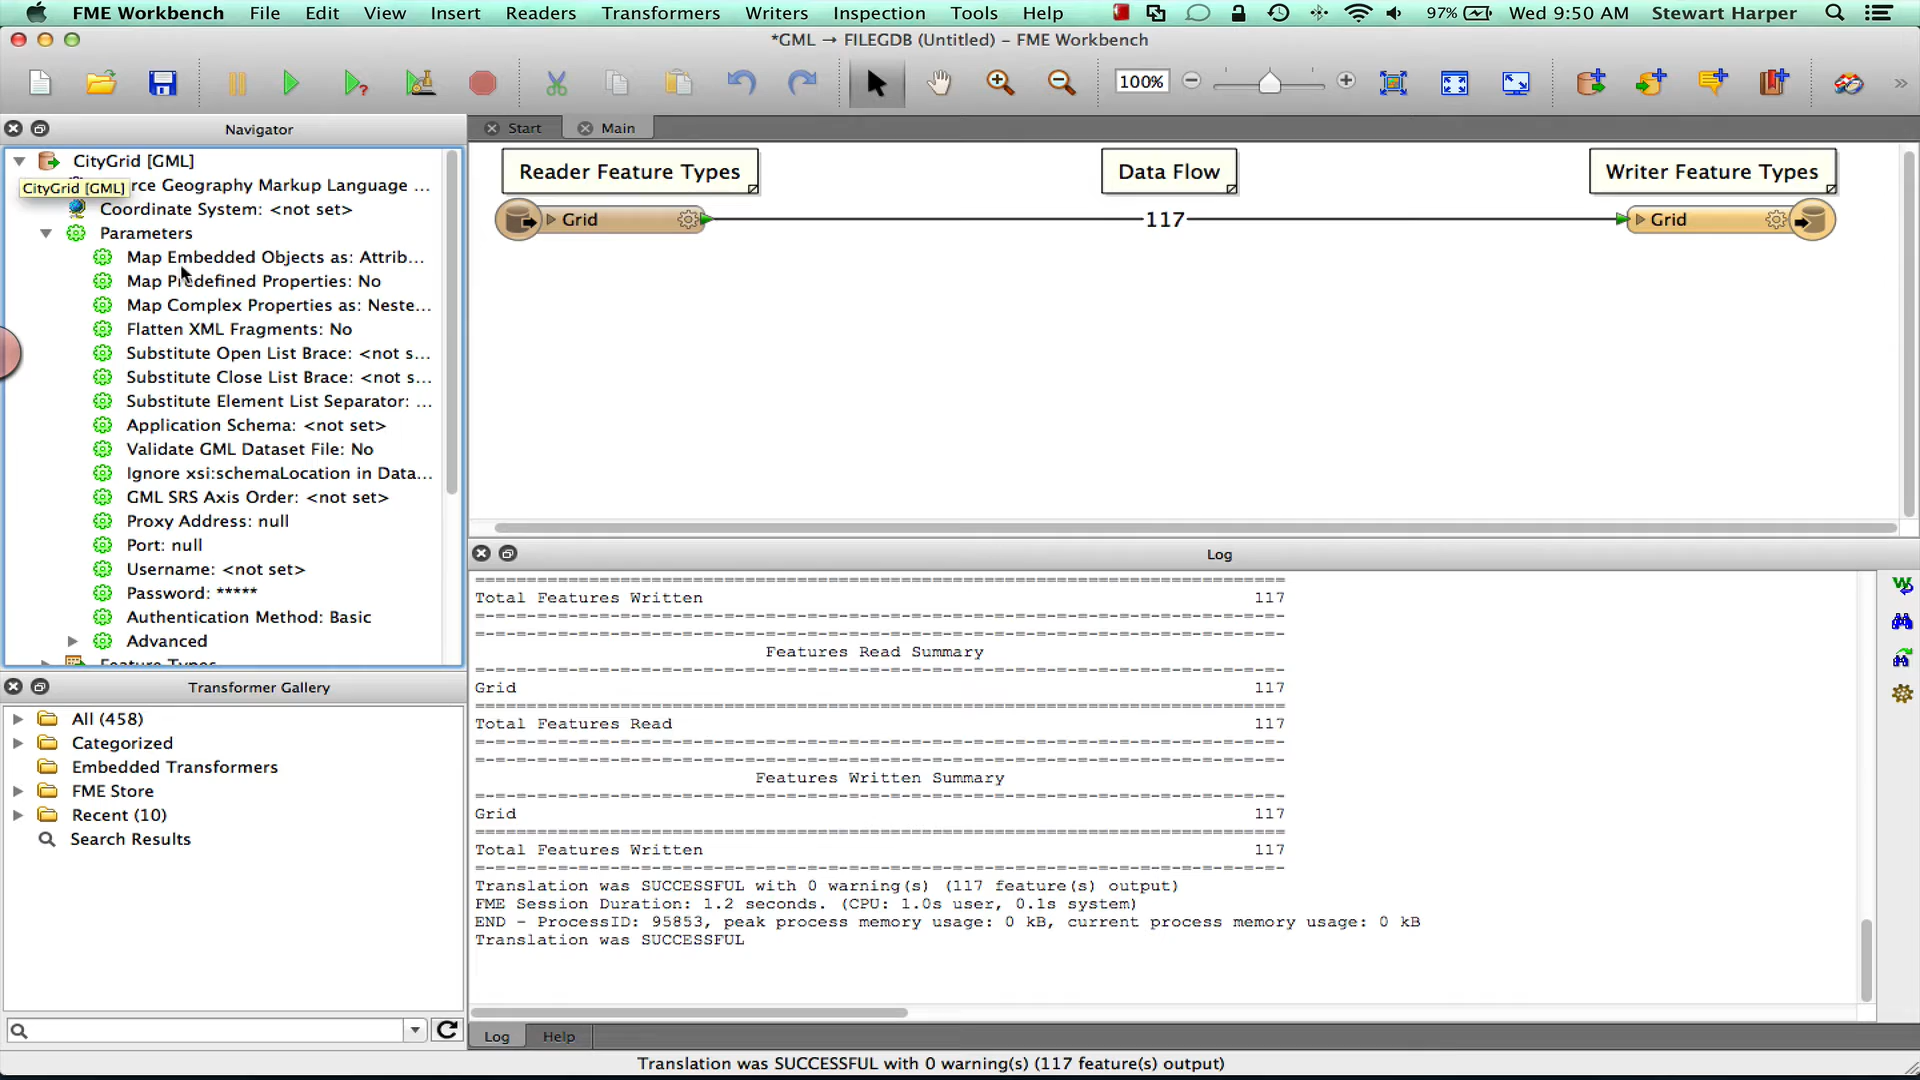 FME Workbench File Edit View Insert Readers Transformers Writers Inspection Tools Help 97% Wed 9:50 AM Stewart Harper
*GML → FILEGDB (Untitled) – FME Workbench
100%
Navigator
Start Main
CityGrid [GML]
rce Geography Markup Language ...
CityGrid [GML]
Coordinate System: <not set>
Parameters
Map Embedded Objects as: Attrib...
Map Predefined Properties: No
Map Complex Properties as: Neste...
Flatten XML Fragments: No
Substitute Open List Brace: <not s...
Substitute Close List Brace: <not s...
Substitute Element List Separator: ...
Application Schema: <not set>
Validate GML Dataset File: No
Ignore xsi:schemaLocation in Data...
GML SRS Axis Order: <not set>
Proxy Address: null
Port: null
Username: <not set>
Password: *****
Authentication Method: Basic
Advanced
Feature Types
Reader Feature Types Data Flow Writer Feature Types
Grid 117 Grid
Log
Total Features Written 117
Features Read Summary
Grid 117
Total Features Read 117
Features Written Summary
Grid 117
Total Features Written 117
Translation was SUCCESSFUL with 0 warning(s) (117 feature(s) output)
FME Session Duration: 1.2 seconds. (CPU: 1.0s user, 0.1s system)
END - ProcessID: 95853, peak process memory usage: 0 kB, current process memory usage: 0 kB
Translation was SUCCESSFUL
Transformer Gallery
All (458)
Categorized
Embedded Transformers
FME Store
Recent (10)
Search Results
Log Help
Translation was SUCCESSFUL with 0 warning(s) (117 feature(s) output)